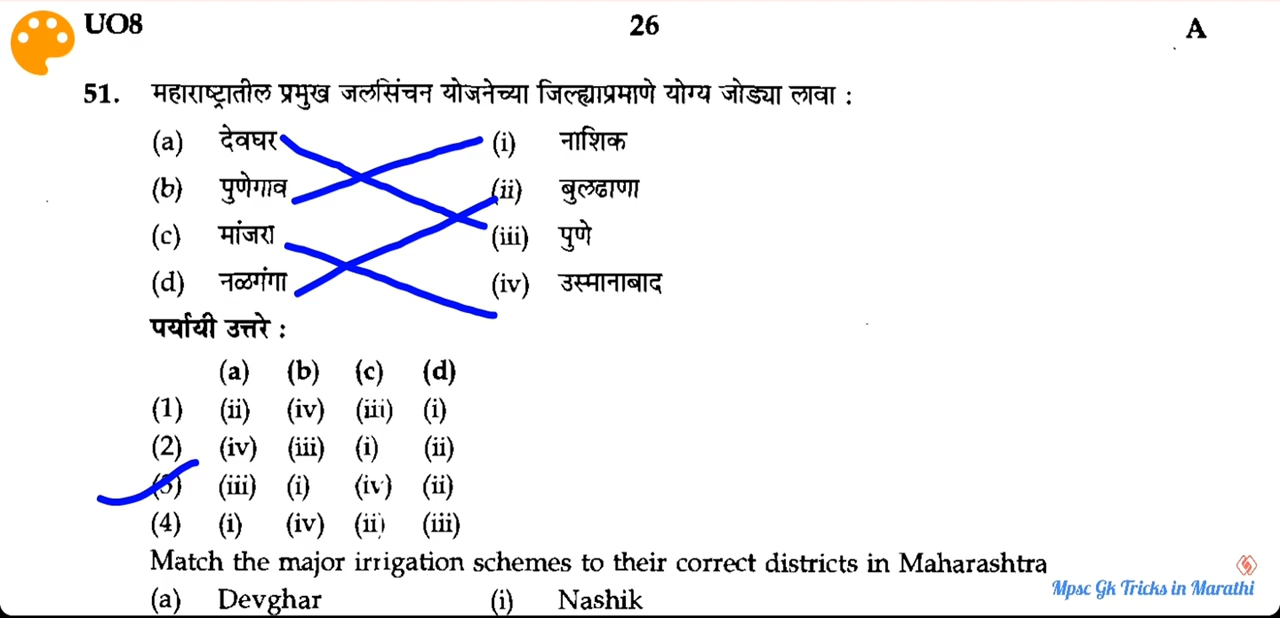 UO8 26 A
51. महाराष्ट्रातील प्रमुख जलसिंचन योजनेच्या जिल्ह्याप्रमाणे योग्य जोड्या लावा :
(a) देवघर (i) नाशिक
(b) पुणेगाव (ii) बुलढाणा
(c) मांजरा (iii) पुणे
(d) नळगंगा (iv) उस्मानाबाद
पर्यायी उत्तरे :
(a) (b) (c) (d)
(1) (ii) (iv) (iii) (i)
(2) (iv) (iii) (i) (ii)
(3) (iii) (i) (iv) (ii)
(4) (i) (iv) (ii) (iii)
Match the major irrigation schemes to their correct districts in Maharashtra
(a) Devghar (i) Nashik
Mpsc Gk Tricks in Marathi